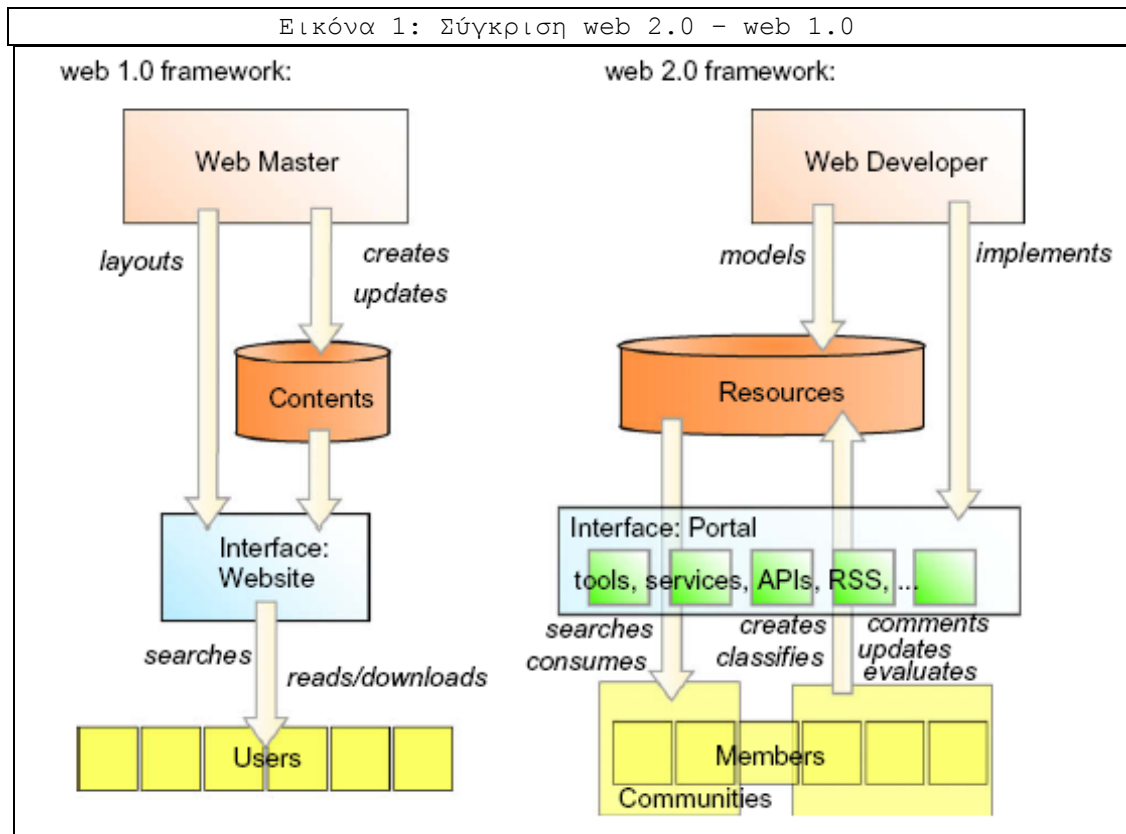 Εικόνα 1: Σύγκριση web 2.0 – web 1.0
web 1.0 framework:
Web Master
layouts
creates
updates
Contents
Interface:
Website
searches
reads/downloads
Users
web 2.0 framework:
Web Developer
models
implements
Resources
Interface: Portal
tools, services, APIs, RSS, ...
searches
consumes
creates
classifies
comments
updates
evaluates
Members
Communities